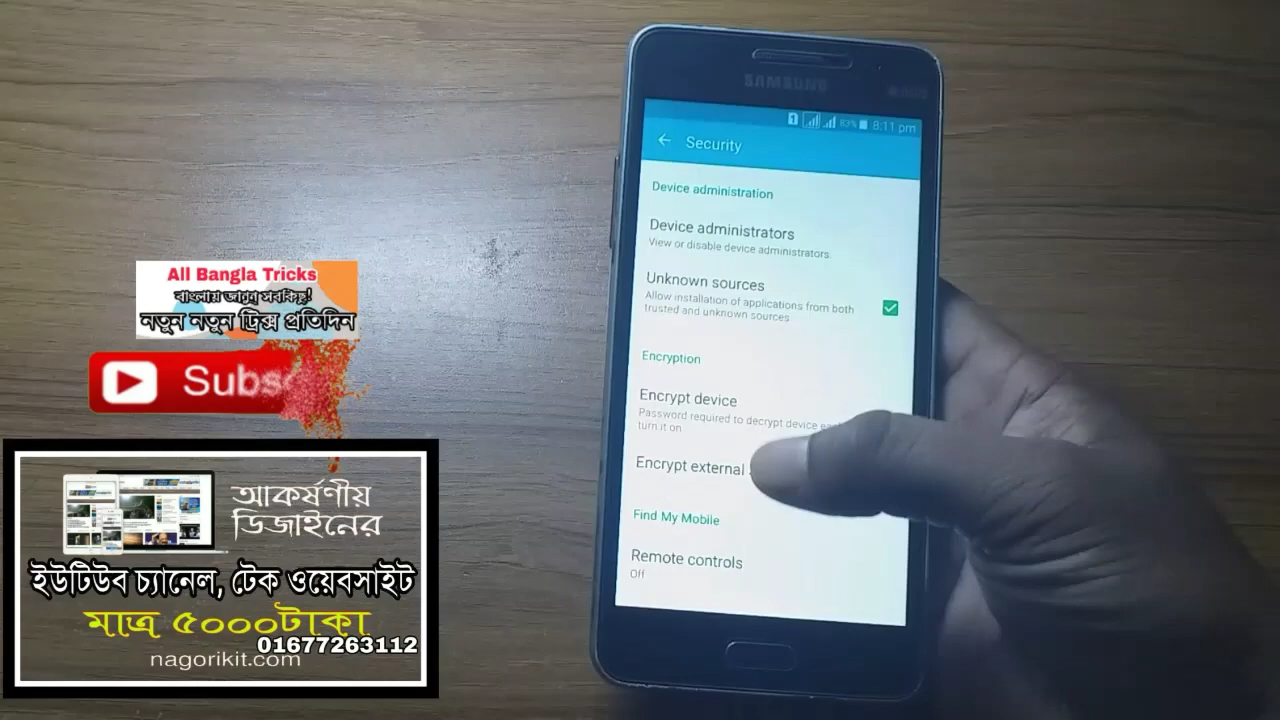 All Bangla Tricks
বাংলায় জানুন সবকিছু!
নতুন নতুন ট্রিক্স প্রতিদিন
Subs
আকর্ষণীয়
ডিজাইনের
ইউটিউব চ্যানেল, টেক ওয়েবসাইট
মাত্র ৫০০০টাকা
01677263112
nagorikit.com
SAMSUNG
1 83% 8:11 pm
Security
Device administration
Device administrators
View or disable device administrators.
Unknown sources
Allow installation of applications from both
trusted and unknown sources
Encryption
Encrypt device
Password required to decrypt device
turn it on
Encrypt external
Find My Mobile
Remote controls
Off